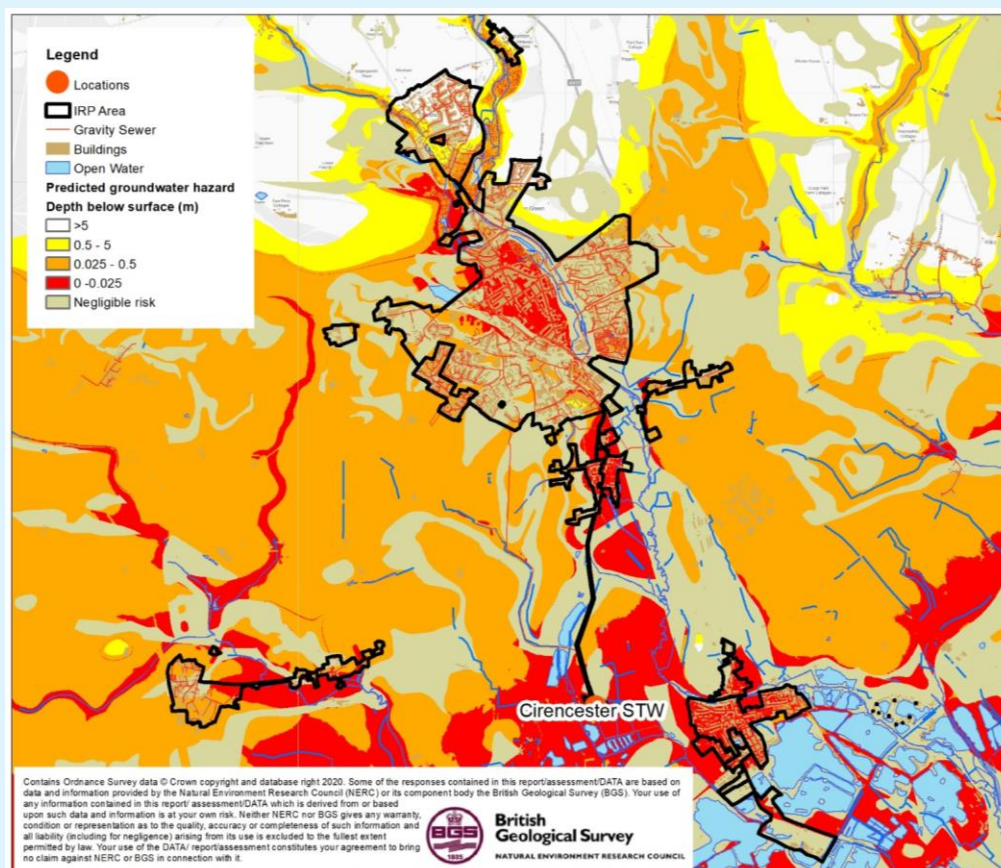 Legend
Locations
IRP Area
Gravity Sewer
Buildings
Open Water
Predicted groundwater hazard
Depth below surface (m)
>5
0.5 - 5
0.025 - 0.5
0 -0.025
Negligible risk
Cirencester STW
Contains Ordnance Survey data © Crown copyright and database right 2020. Some of the responses contained in this report/assessment/DATA are based on
data and information provided by the Natural Environment Research Council (NERC) or its component body the British Geological Survey (BGS). Your use of
any information contained in this report/ assessment/DATA which is derived from or based
upon such data and information is at your own risk. Neither NERC nor BGS gives any warranty,
condition or representation as to the quality, accuracy or completeness of such information and
all liability (including for negligence) arising from its use is excluded to the fullest extent
permitted by law. Your use of the DATA/ report/assessment constitutes your agreement to bring
no claim against NERC or BGS in connection with it.
BGS
1835
British
Geological Survey
NATURAL ENVIRONMENT RESEARCH COUNCIL